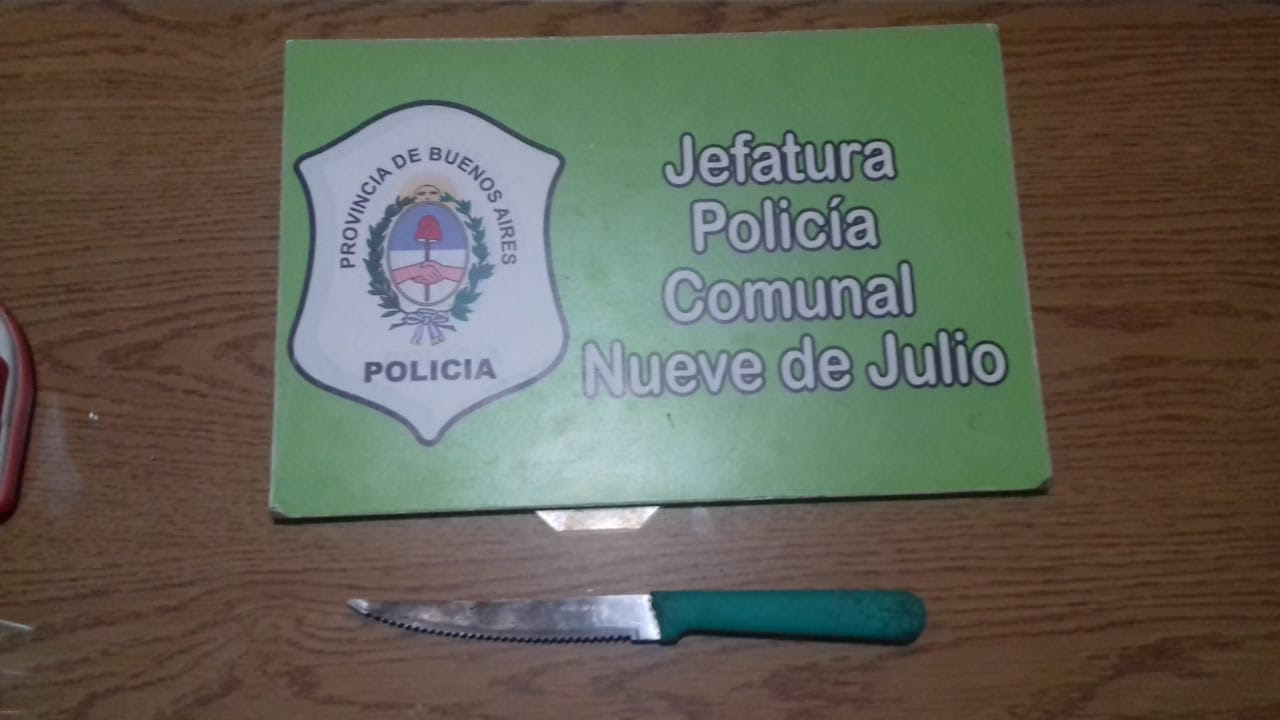 PROVINCIA DE BUENOS AIRES
POLICIA
Jefatura
Policía
Comunal
Nueve de Julio